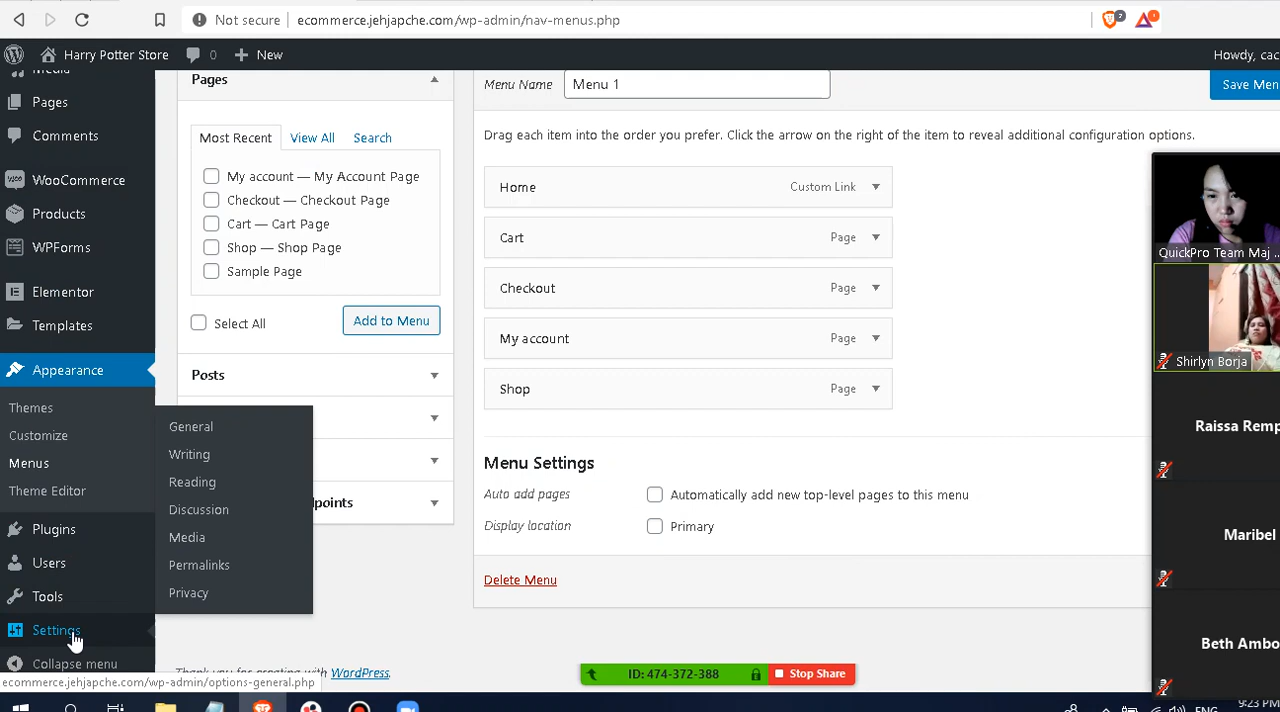 Not secure ecommerce.jehjapche.com/wp-admin/nav-menus.php 2 1
Harry Potter Store 0 New Howdy, cac
Media
Pages
Comments
WooCommerce
Products
WPForms
Elementor
Templates
Appearance
Themes
Customize
Menus
Theme Editor
Plugins
Users
Tools
Settings
Collapse menu
ecommerce.jehjapche.com/wp-admin/options-general.php
General
Writing
Reading
Discussion
Media
Permalinks
Privacy
Pages
Most Recent View All Search
My account — My Account Page
Checkout — Checkout Page
Cart — Cart Page
Shop — Shop Page
Sample Page
Select All Add to Menu
Posts
Menu Name Menu 1 Save Men
Drag each item into the order you prefer. Click the arrow on the right of the item to reveal additional configuration options.
Home Custom Link
Cart Page
Checkout Page
My account Page
Shop Page
Menu Settings
Auto add pages Automatically add new top-level pages to this menu
Display location Primary
Delete Menu
Thank you for creating with WordPress.
ID: 474-372-388 Stop Share
QuickPro Team Maj ...
Shirlyn Borja
Raissa Remp
Maribel
Beth Ambo
ENG 9:23 PM